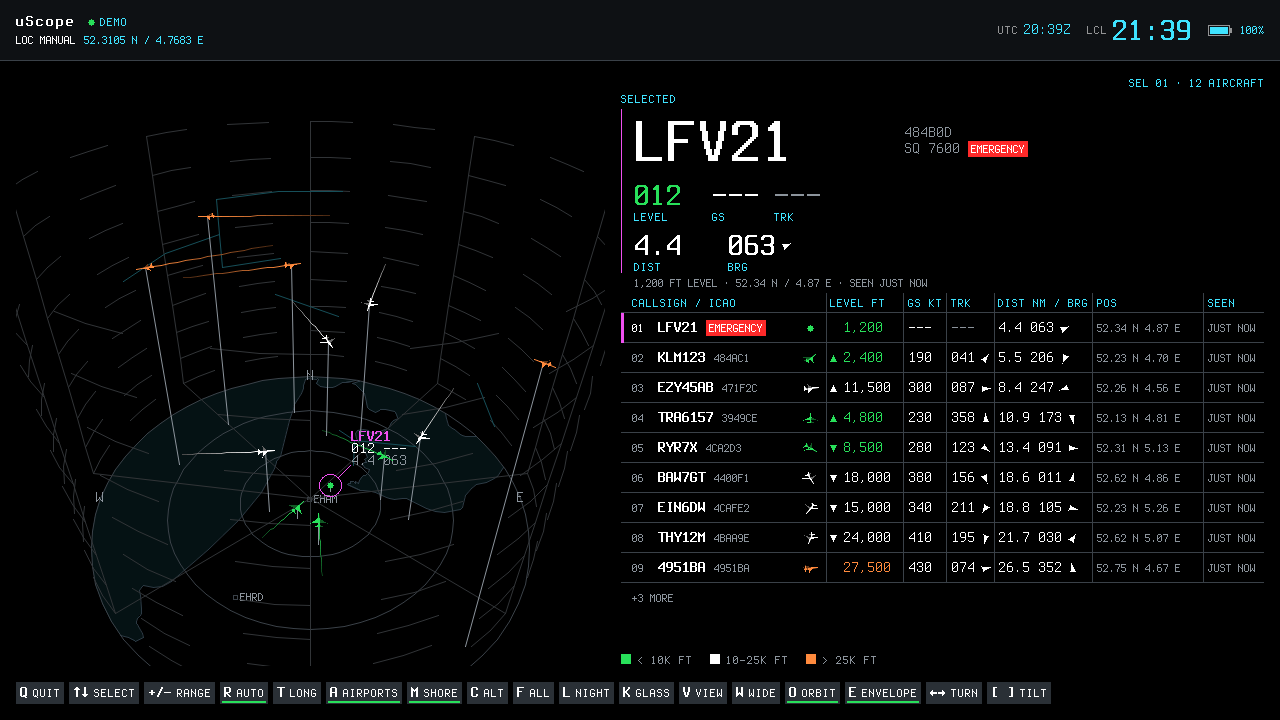 uScope DEMO
LOC MANUAL 52.3105 N / 4.7683 E
UTC 20:39Z LCL 21:39 100%
SEL 01 · 12 AIRCRAFT
SELECTED
LFV21
484B0D
SQ 7600 EMERGENCY
012 --- ---
LEVEL GS TRK
4.4 063
DIST BRG
1,200 FT LEVEL · 52.34 N / 4.87 E · SEEN JUST NOW
CALLSIGN / ICAO LEVEL FT GS KT TRK DIST NM / BRG POS SEEN
01 LFV21 EMERGENCY 1,200 --- --- 4.4 063 52.34 N 4.87 E JUST NOW
02 KLM123 484AC1 ▲ 2,400 190 041 5.5 206 52.23 N 4.70 E JUST NOW
03 EZY45AB 471F2C ▲ 11,500 300 087 8.4 247 52.26 N 4.56 E JUST NOW
04 TRA6157 3949CE ▲ 4,800 230 358 10.9 173 52.13 N 4.81 E JUST NOW
05 RYR7X 4CA2D3 ▼ 8,500 280 123 13.4 091 52.31 N 5.13 E JUST NOW
06 BAW7GT 4400F1 ▼ 18,000 380 156 18.6 011 52.62 N 4.86 E JUST NOW
07 EIN6DW 4CAFE2 ▼ 15,000 340 211 18.8 105 52.23 N 5.26 E JUST NOW
08 THY12M 4BAA9E ▼ 24,000 410 195 21.7 030 52.62 N 5.07 E JUST NOW
09 4951BA 4951BA 27,500 430 074 26.5 352 52.75 N 4.67 E JUST NOW
+3 MORE
< 10K FT 10-25K FT > 25K FT
N
LFV21
012 ---
4.4 063
W
E
EHAM
EHRD
Q QUIT ↑↓ SELECT +/- RANGE R AUTO T LONG A AIRPORTS M SHORE C ALT F ALL L NIGHT K GLASS V VIEW W WIDE O ORBIT E ENVELOPE ←→ TURN [ ] TILT